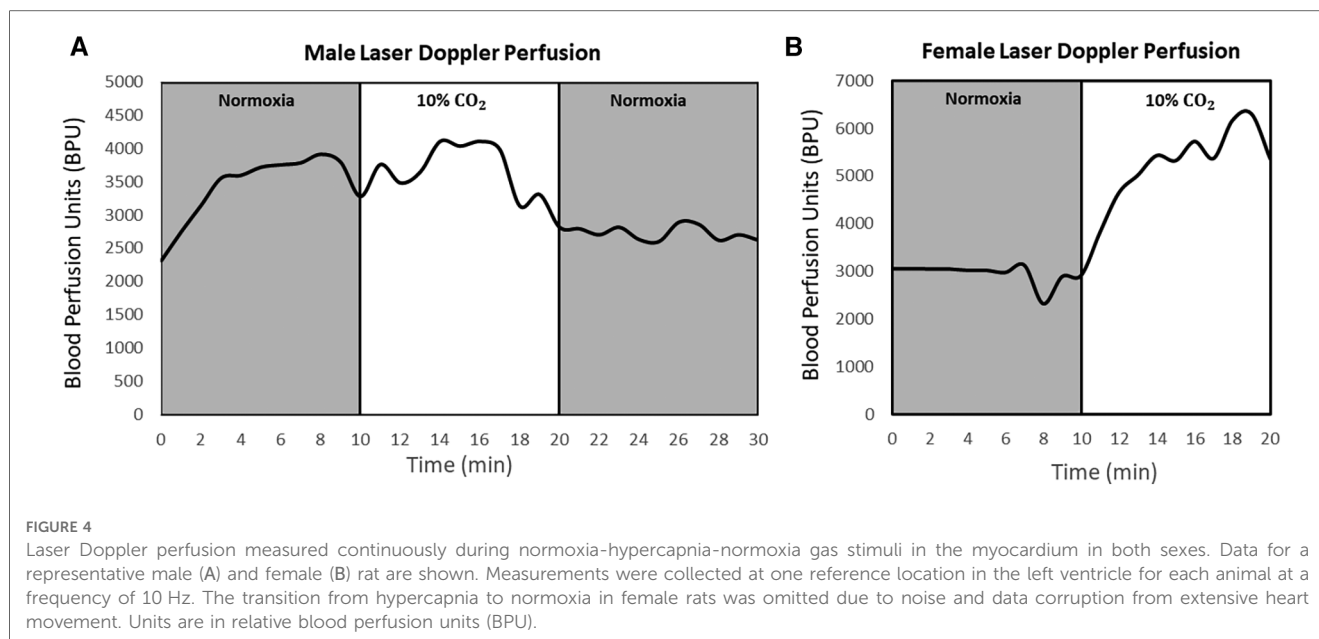 A
Male Laser Doppler Perfusion
Blood Perfusion Units (BPU)
5000
4500
4000
3500
3000
2500
2000
1500
1000
500
0
Normoxia
10% CO₂
Normoxia
0 2 4 6 8 10 12 14 16 18 20 22 24 26 28 30
Time (min)
B
Female Laser Doppler Perfusion
Blood Perfusion Units (BPU)
7000
6000
5000
4000
3000
2000
1000
0
Normoxia
10% CO₂
0 2 4 6 8 10 12 14 16 18 20
Time (min)
FIGURE 4
Laser Doppler perfusion measured continuously during normoxia-hypercapnia-normoxia gas stimuli in the myocardium in both sexes. Data for a
representative male (A) and female (B) rat are shown. Measurements were collected at one reference location in the left ventricle for each animal at a
frequency of 10 Hz. The transition from hypercapnia to normoxia in female rats was omitted due to noise and data corruption from extensive heart
movement. Units are in relative blood perfusion units (BPU).